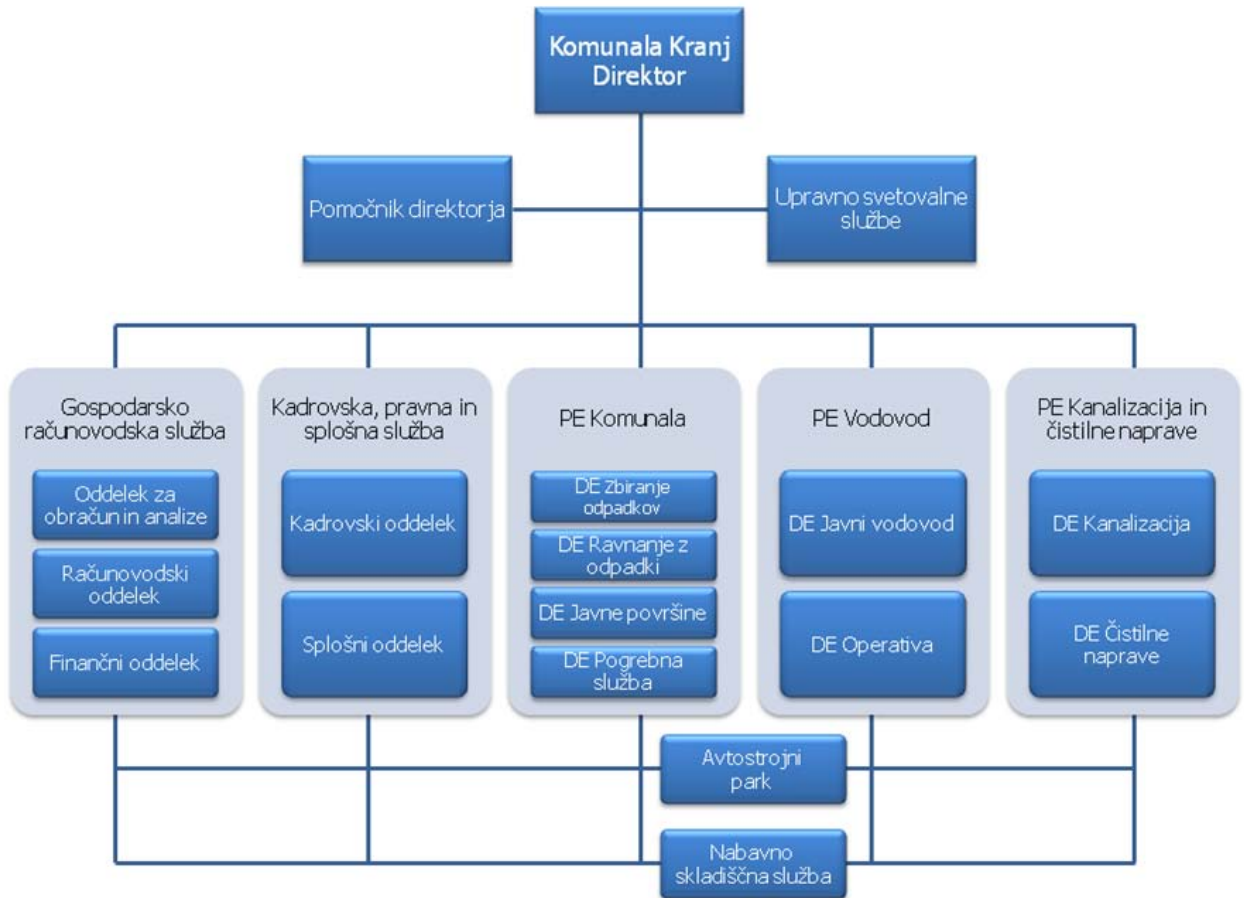 Komunala Kranj
Direktor
Pomočnik direktorja
Upravno svetovalne
službe
Gospodarsko
računovodska služba
Oddelek za
obračun in analize
Računovodski
oddelek
Finančni oddelek
Kadrovska, pravna in
splošna služba
Kadrovski oddelek
Splošni oddelek
PE Komunala
DE Zbiranje
odpadkov
DE Ravnanje z
odpadki
DE Javne površine
DE Pogrebna
služba
PE Vodovod
DE Javni vodovod
DE Operativa
PE Kanalizacija in
čistilne naprave
DE Kanalizacija
DE Čistilne
naprave
Avtostrojni
park
Nabavno
skladiščna služba